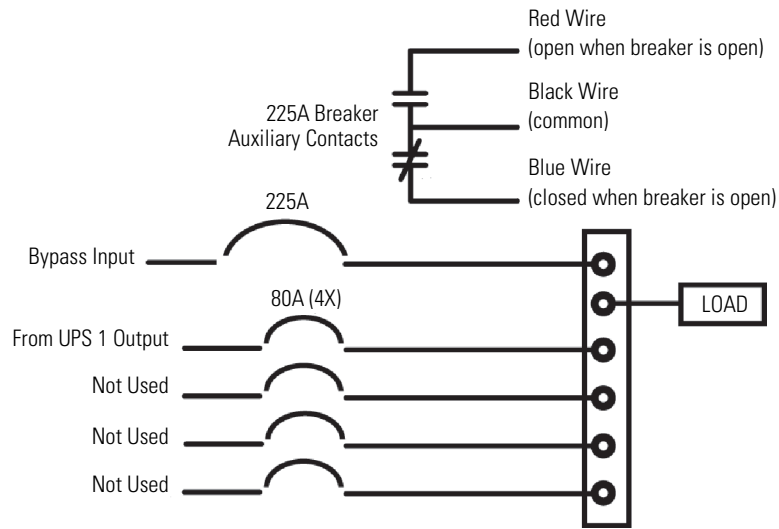 Red Wire
(open when breaker is open)
225A Breaker
Auxiliary Contacts
Black Wire
(common)
Blue Wire
(closed when breaker is open)
225A
Bypass Input
LOAD
80A (4X)
From UPS 1 Output
Not Used
Not Used
Not Used